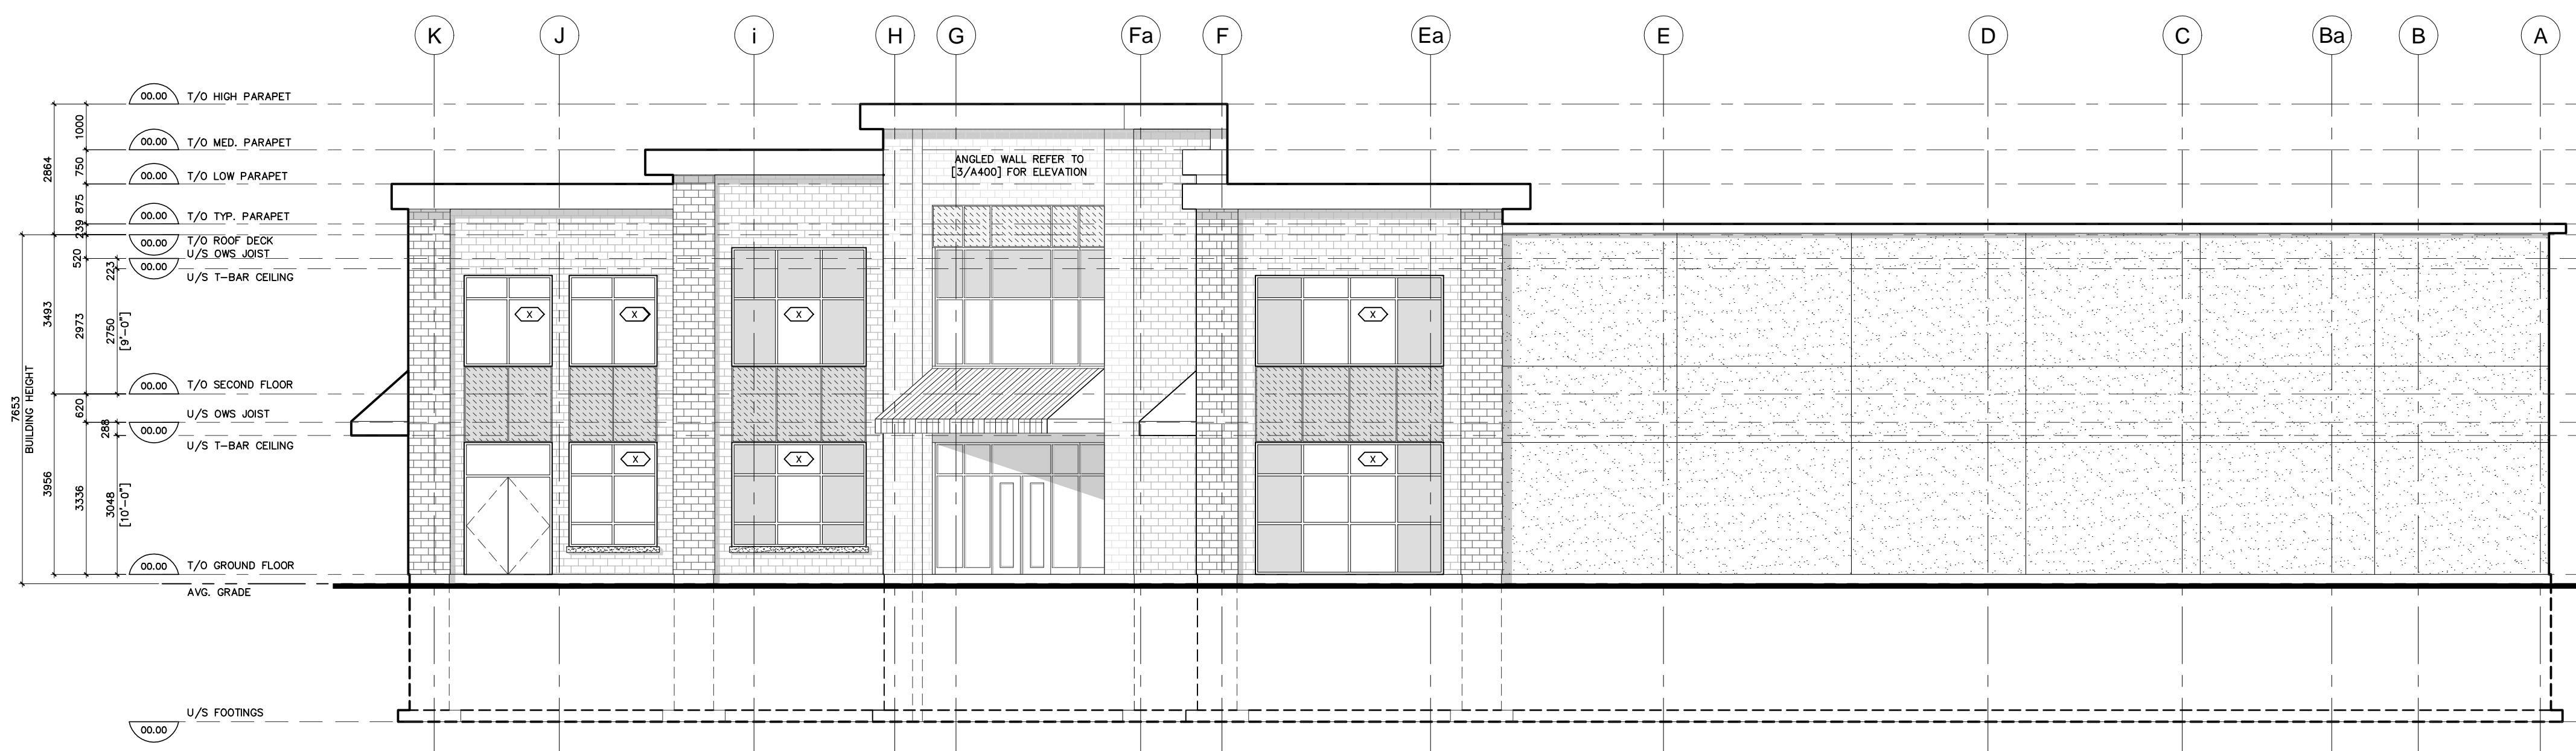 K J i H G Fa F Ea E D C Ba B A
00.00 T/O HIGH PARAPET
1000
00.00 T/O MED. PARAPET
2864
750
ANGLED WALL REFER TO
[3/A400] FOR ELEVATION
00.00 T/O LOW PARAPET
875
00.00 T/O TYP. PARAPET
239
00.00 T/O ROOF DECK
520
U/S OWS JOIST
223
00.00
U/S T-BAR CEILING
X X X X
3493
2973
2750
[9'-0"]
00.00 T/O SECOND FLOOR
7653
BUILDING HEIGHT
620
U/S OWS JOIST
288
00.00
U/S T-BAR CEILING
X X X
3956
3336
3048
[10'-0"]
00.00 T/O GROUND FLOOR
AVG. GRADE
U/S FOOTINGS
00.00